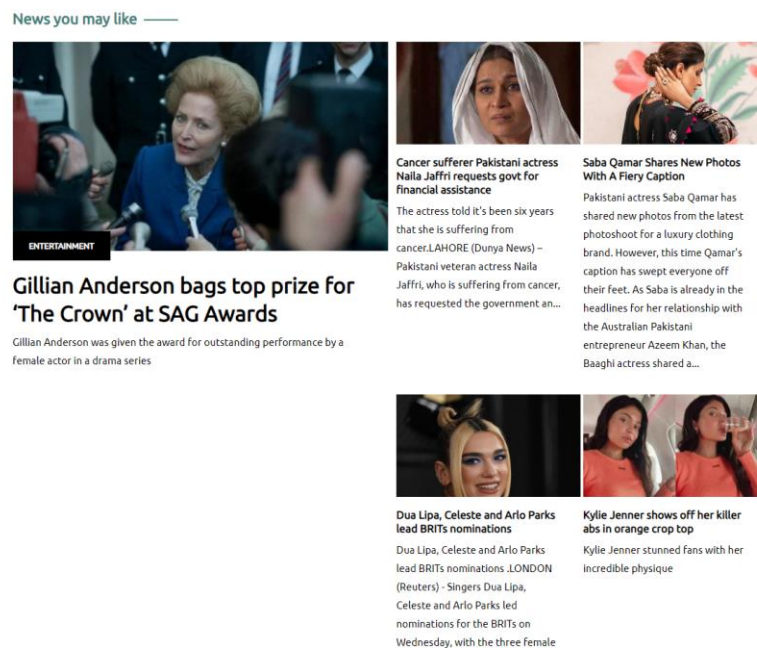 News you may like
ENTERTAINMENT
Gillian Anderson bags top prize for
‘The Crown’ at SAG Awards
Gillian Anderson was given the award for outstanding performance by a
female actor in a drama series
Cancer sufferer Pakistani actress
Naila Jaffri requests govt for
financial assistance
The actress told it's been six years
that she is suffering from
cancer.LAHORE (Dunya News) –
Pakistani veteran actress Naila
Jaffri, who is suffering from cancer,
has requested the government an...
Saba Qamar Shares New Photos
With A Fiery Caption
Pakistani actress Saba Qamar has
shared new photos from the latest
photoshoot for a luxury clothing
brand. However, this time Qamar's
caption has swept everyone off
their feet. As Saba is already in the
headlines for her relationship with
the Australian Pakistani
entrepreneur Azeem Khan, the
Baaghi actress shared a...
Dua Lipa, Celeste and Arlo Parks
lead BRITs nominations
Dua Lipa, Celeste and Arlo Parks
lead BRITs nominations .LONDON
(Reuters) - Singers Dua Lipa,
Celeste and Arlo Parks led
nominations for the BRITs on
Wednesday, with the three female
Kylie Jenner shows off her killer
abs in orange crop top
Kylie Jenner stunned fans with her
incredible physique